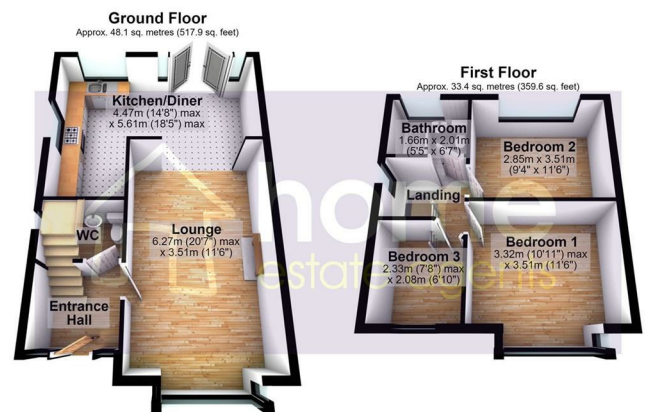 Ground Floor
Approx. 48.1 sq. metres (517.9 sq. feet)
Kitchen/Diner
4.47m (14'8") max
x 5.61m (18'5") max
WC
Lounge
6.27m (20'7") max
x 3.51m (11'6")
Entrance
Hall
First Floor
Approx. 33.4 sq. metres (359.6 sq. feet)
Bathroom
1.66m x 2.01m
(5'5" x 6'7")
Bedroom 2
2.85m x 3.51m
(9'4" x 11'6")
Landing
Bedroom 3
2.33m (7'8") max
x 2.08m (6'10")
Bedroom 1
3.32m (10'11") max
x 3.51m (11'6")
home
estate agents